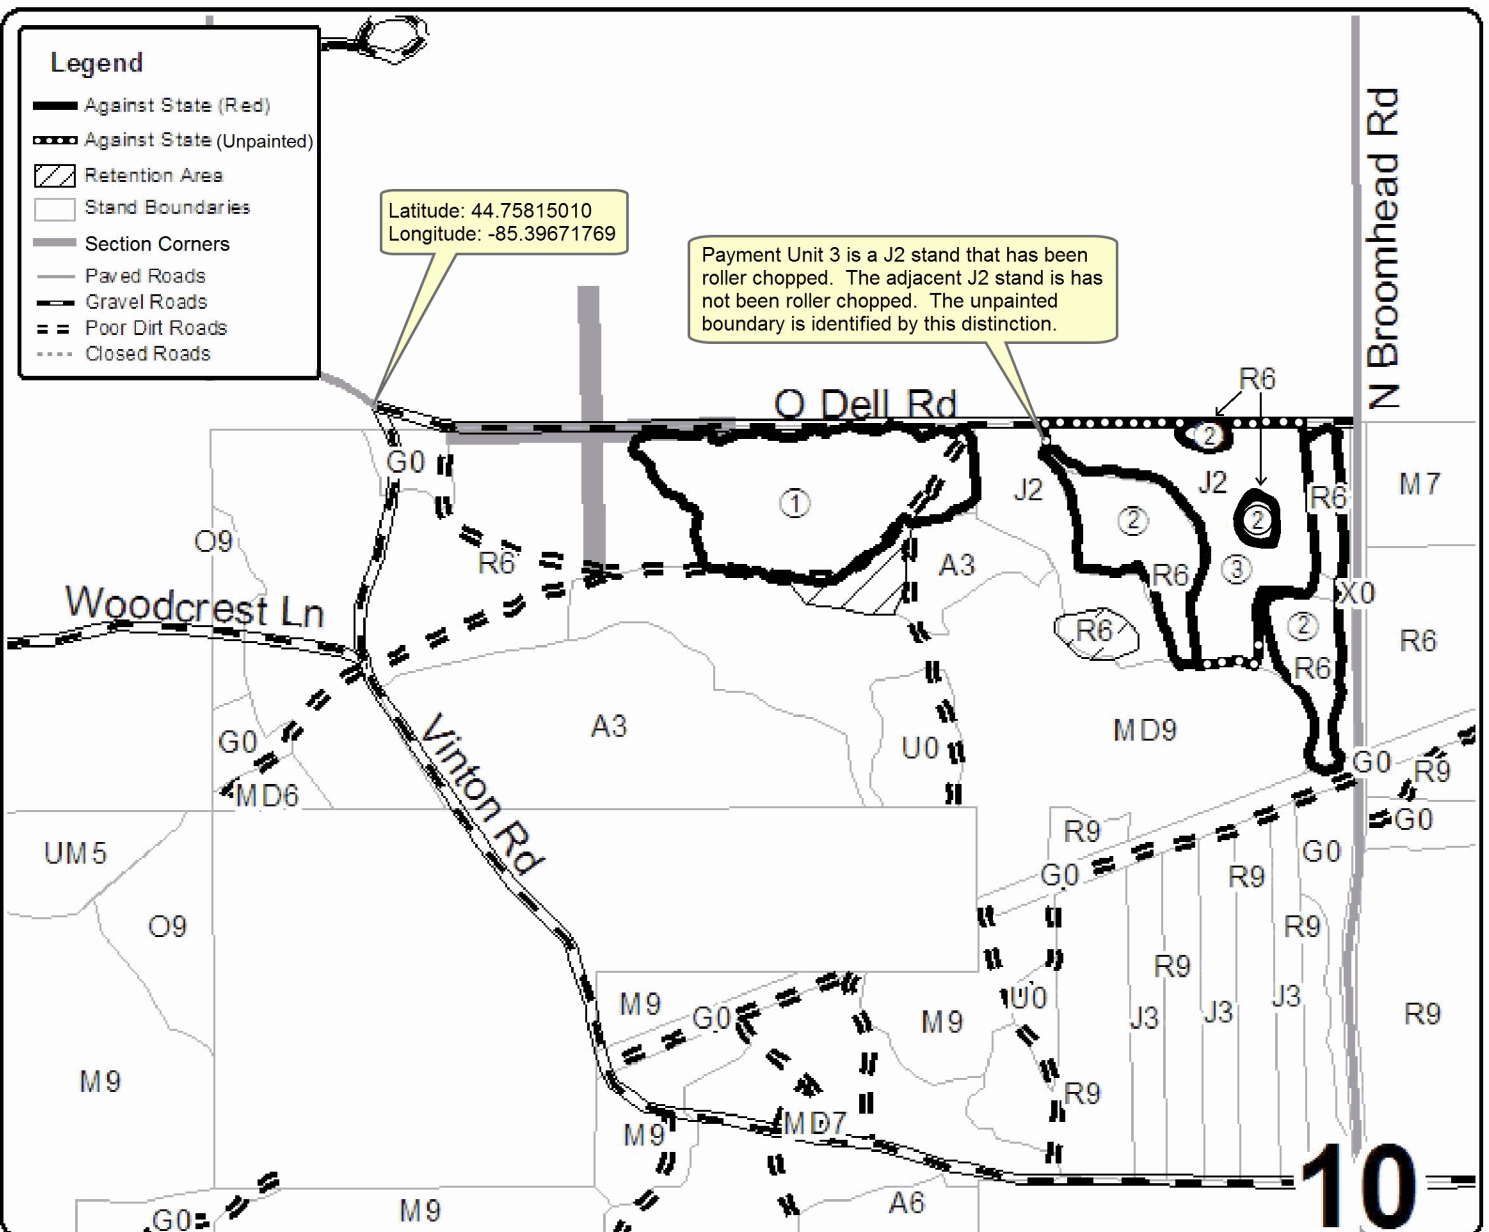 Legend
Against State (Red)
Against State (Unpainted)
Retention Area
Stand Boundaries
Section Corners
Paved Roads
Gravel Roads
Poor Dirt Roads
Closed Roads
Latitude: 44.75815010
Longitude: -85.39671769
Payment Unit 3 is a J2 stand that has been
roller chopped. The adjacent J2 stand is has
not been roller chopped. The unpainted
boundary is identified by this distinction.
N Broomhead Rd
O Dell Rd
R6
2
G0
J2
J2
R6
M7
1
2
2
O9
R6
A3
R6
3
X0
Woodcrest Ln
R6
2
R6
R6
G0
A3
U0
MD9
Vinton Rd
G0
R9
MD6
UM5
R9
G0
G0
G0
R9
O9
R9
R9
M9
G0
M9
U0
J3
J3
J3
R9
M9
R9
M9
MD7
10
G0
M9
A6